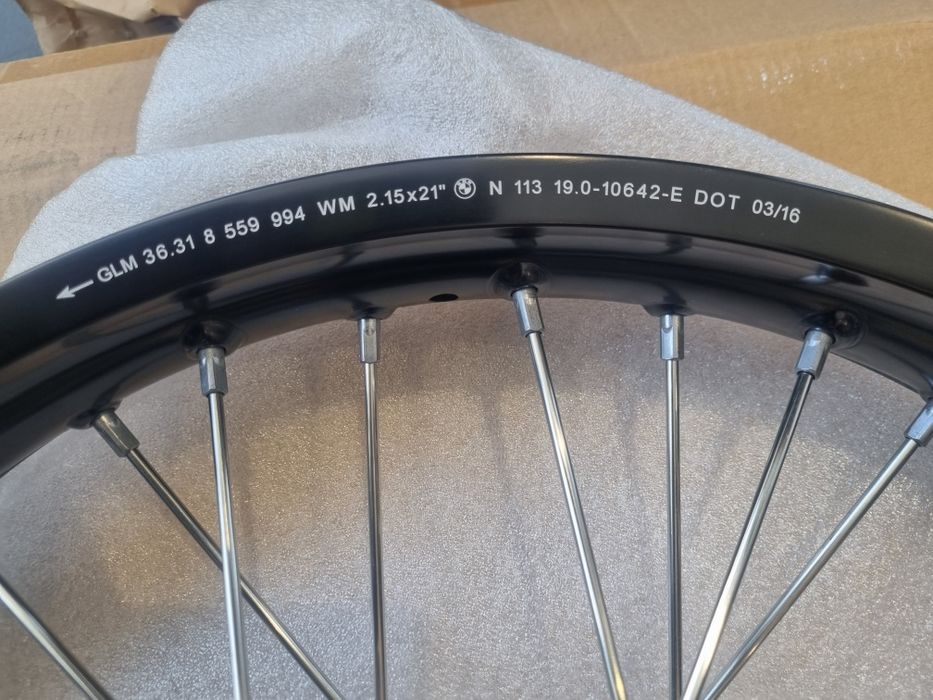 ← GLM 36.31 8 559 994 WM 2.15x21" N 113 19.0-10642-E DOT 03/16